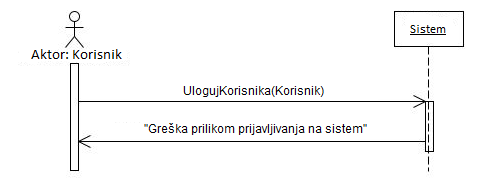 Sistem
Aktor: Korisnik
UlogujKorisnika(Korisnik)
"Greška prilikom prijavljivanja na sistem"